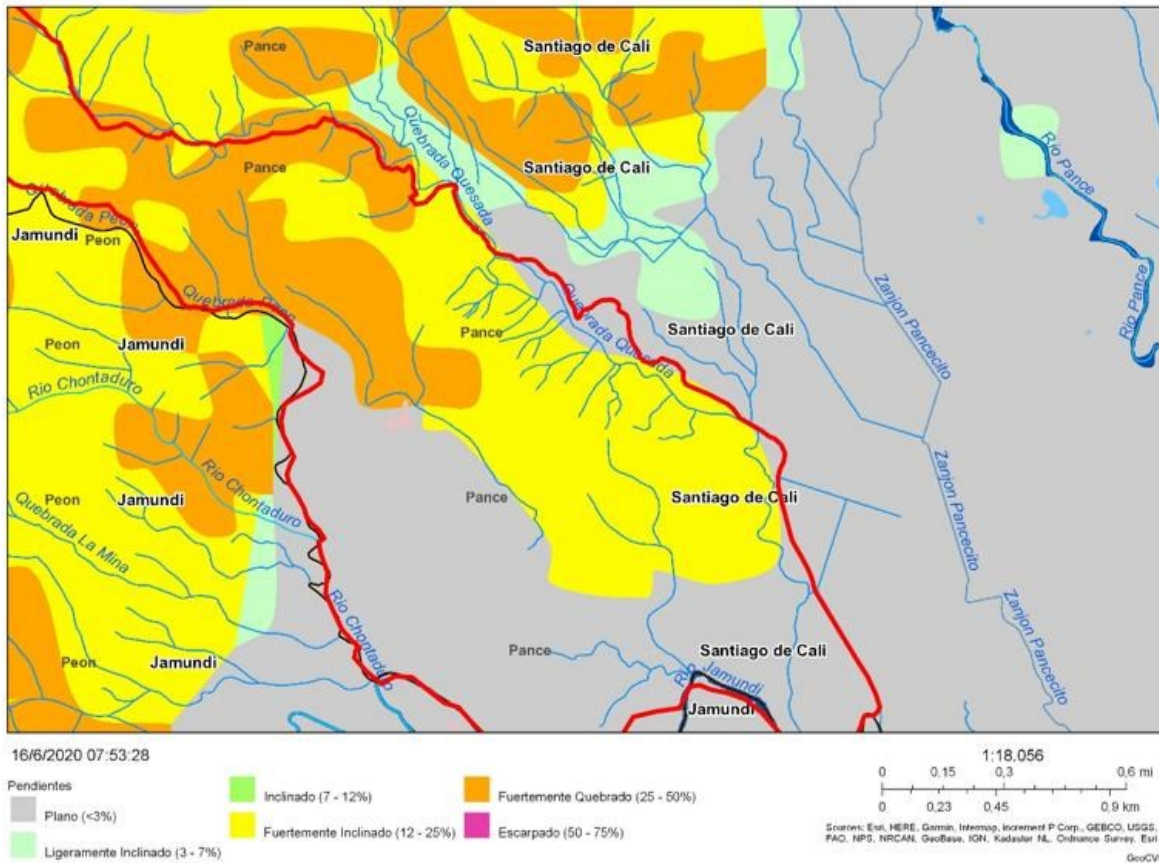 Pance
Santiago de Cali
Quebrada Quesada
Rio Pance
Pance
Santiago de Cali
Quebrada Peon
Jamundi
Peon
Quebrada Peon
Quebrada Quesada
Zanjon Pancecito
Rio Pance
Peon
Jamundi
Pance
Santiago de Cali
Rio Chontaduro
Rio Chontaduro
Peon
Jamundi
Pance
Santiago de Cali
Zanjon Pancecito
Quebrada La Mina
Rio Chontaduro
Zanjon Pancecito
Peon
Jamundi
Pance
Santiago de Cali
Rio Jamundi
Jamundi
16/6/2020 07:53:28
1:18.056
Pendientes
Plano (<3%)
Ligeramente Inclinado (3 - 7%)
Inclinado (7 - 12%)
Fuertemente Inclinado (12 - 25%)
Fuertemente Quebrado (25 - 50%)
Escarpado (50 - 75%)
0 0,15 0,3 0,6 mi
0 0,23 0,45 0,9 km
Sources: Esri, HERE, Garmin, Intermap, increment P Corp., GEBCO, USGS,
FAO, NPS, NRCAN, GeoBase, IGN, Kadaster NL, Ordnance Survey, Esri